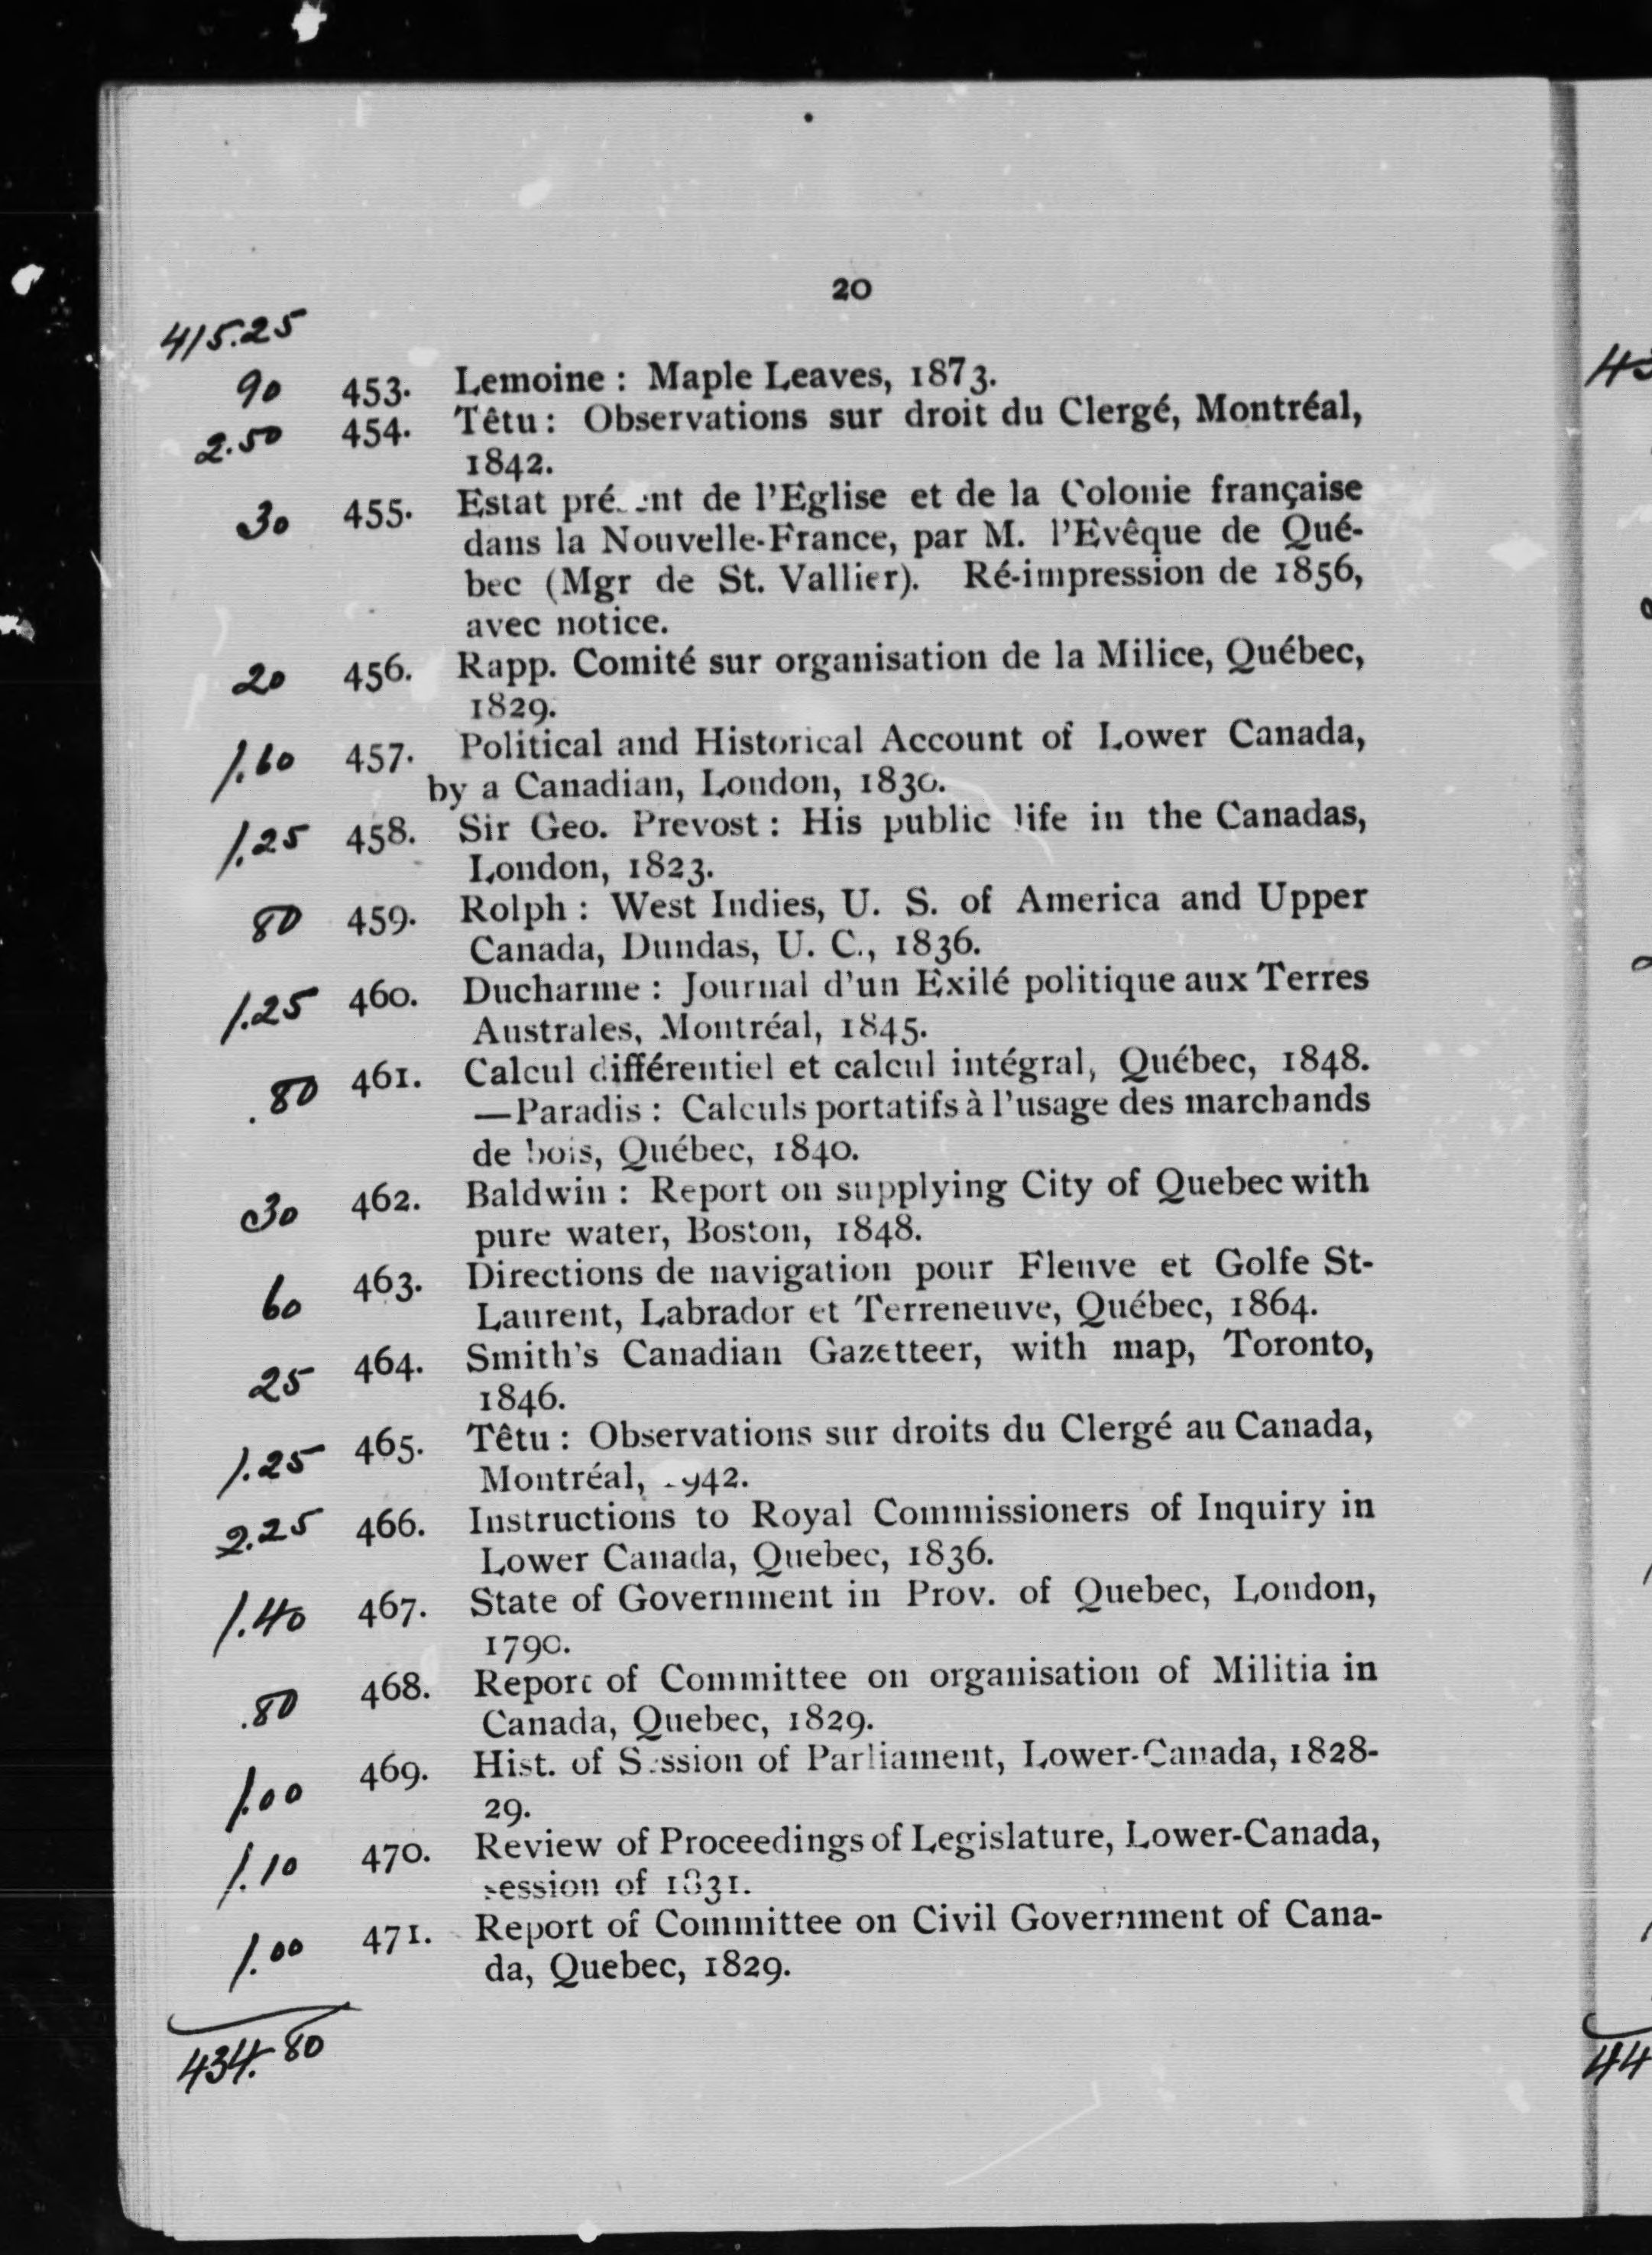 20
415.25
90 453. Lemoine : Maple Leaves, 1873.
2.50 454. Têtu : Observations sur droit du Clergé, Montréal,
1842.
30 455. Estat pré. ent de l'Eglise et de la Colonie française
dans la Nouvelle-France, par M. l'Evêque de Qué-
bec (Mgr de St. Vallier). Ré-impression de 1856,
avec notice.
20 456. Rapp. Comité sur organisation de la Milice, Québec,
1829.
1.60 457. Political and Historical Account of Lower Canada,
by a Canadian, London, 1830.
1.25 458. Sir Geo. Prevost : His public life in the Canadas,
London, 1823.
80 459. Rolph : West Indies, U. S. of America and Upper
Canada, Dundas, U. C., 1836.
1.25 460. Ducharme : Journal d'un Exilé politique aux Terres
Australes, Montréal, 1845.
.80 461. Calcul différentiel et calcul intégral, Québec, 1848.
—Paradis : Calculs portatifs à l'usage des marchands
de bois, Québec, 1840.
30 462. Baldwin : Report on supplying City of Quebec with
pure water, Boston, 1848.
60 463. Directions de navigation pour Fleuve et Golfe St-
Laurent, Labrador et Terreneuve, Québec, 1864.
25 464. Smith's Canadian Gazetteer, with map, Toronto,
1846.
1.25 465. Têtu : Observations sur droits du Clergé au Canada,
Montréal, 942.
2.25 466. Instructions to Royal Commissioners of Inquiry in
Lower Canada, Quebec, 1836.
1.40 467. State of Government in Prov. of Quebec, London,
1790.
.80 468. Report of Committee on organisation of Militia in
Canada, Quebec, 1829.
1.00 469. Hist. of Session of Parliament, Lower-Canada, 1828-
29.
1.10 470. Review of Proceedings of Legislature, Lower-Canada,
session of 1831.
1.00 471. Report of Committee on Civil Government of Cana-
da, Quebec, 1829.
434.80